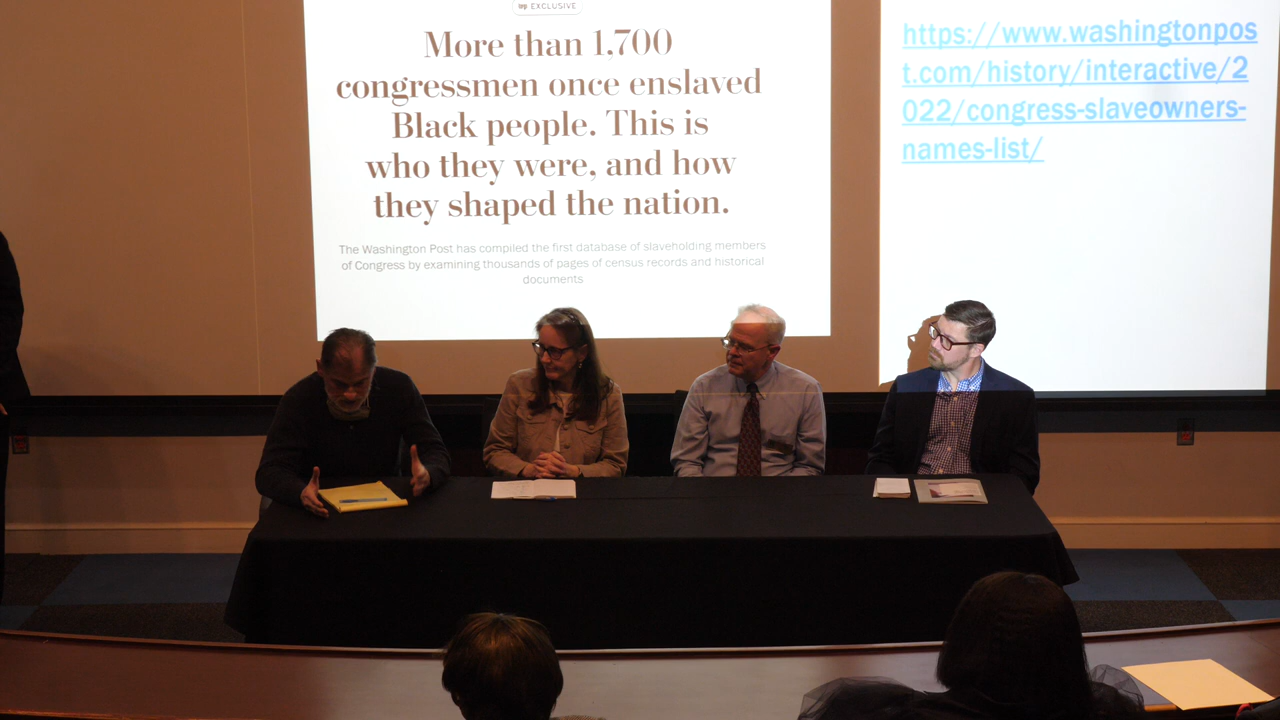 wp EXCLUSIVE
More than 1,700
congressmen once enslaved
Black people. This is
who they were, and how
they shaped the nation.
The Washington Post has compiled the first database of slaveholding members
of Congress by examining thousands of pages of census records and historical
documents
https://www.washingtonpos
t.com/history/interactive/2
022/congress-slaveowners-
names-list/